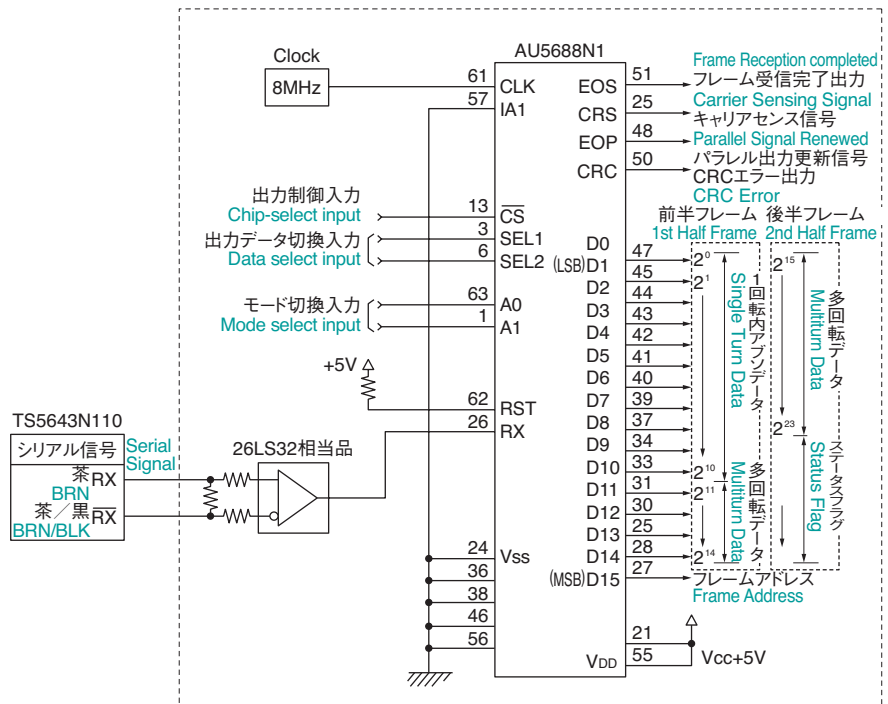 AU5688N1
Clock
8MHz
61
CLK
57
IA1
出力制御入力
Chip-select input
13
CS
出力データ切換入力
Data select input
3
SEL1
6
SEL2
モード切換入力
Mode select input
63
A0
1
A1
+5V
62
RST
26
RX
TS5643N110
シリアル信号
Serial
Signal
茶 RX
BRN
茶/黒 RX
BRN/BLK
26LS32相当品
24
Vss
36
38
46
56
EOS
51
Frame Reception completed
フレーム受信完了出力
CRS
25
Carrier Sensing Signal
キャリアセンス信号
EOP
48
Parallel Signal Renewed
パラレル出力更新信号
CRC
50
CRCエラー出力
CRC Error
前半フレーム 後半フレーム
1st Half Frame 2nd Half Frame
D0
47
(LSB) D1
45
D2
44
D3
43
D4
42
D5
41
D6
40
D7
39
D8
37
D9
34
D10
33
D11
31
D12
30
D13
25
D14
28
(MSB) D15
27
2⁰
2¹
2¹⁰
2¹¹
2¹⁴
1回転内アブソデータ
Single Turn Data
多回転データ
Multiturn Data
2¹⁵
2²³
多回転データ
Multiturn Data
ステータスフラグ
Status Flag
フレームアドレス
Frame Address
21
VDD
55
Vcc+5V